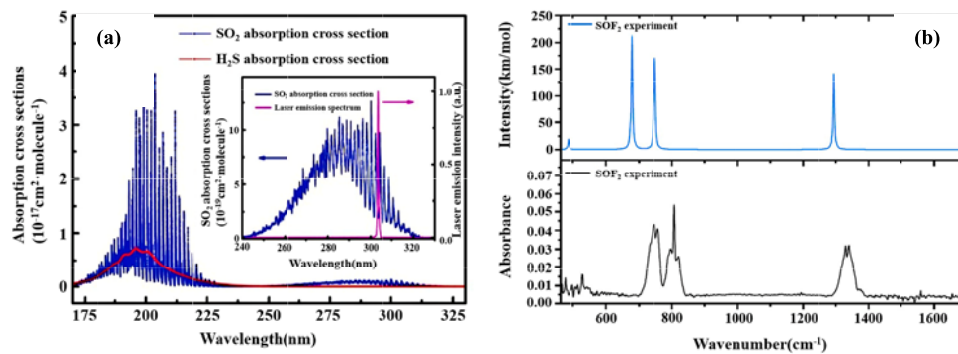 (a)
SO2 absorption cross section
H2S absorption cross section
Absorption cross sections
(10-17cm2·molecule-1)
5
4
3
2
1
0
175
200
225
250
275
300
325
Wavelength(nm)
SO2 absorption cross section
Laser emission spectrum
SO2 absorption cross sections
(10-19cm2·molecule-1)
10
5
0
240
260
280
300
320
Wavelength(nm)
1.0
0.5
0.0
Laser emission intensity (a.u.)
(b)
SOF2 experiment
Intensity(km/mol)
250
200
150
100
50
0
SOF2 experiment
Absorbance
0.07
0.06
0.05
0.04
0.03
0.02
0.01
0.00
600
800
1000
1200
1400
1600
Wavenumber(cm-1)